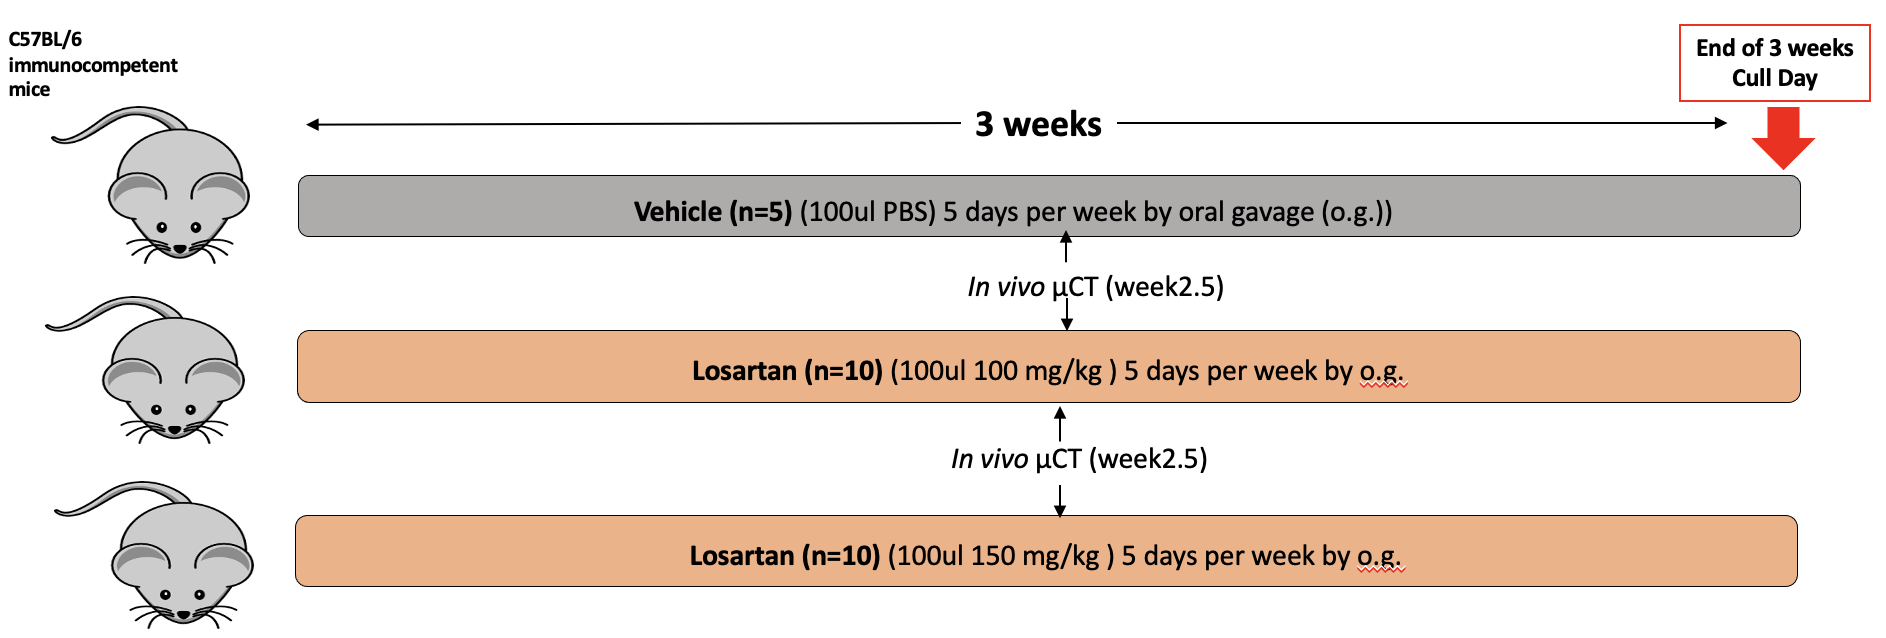 C57BL/6
immunocompetent
mice
End of 3 weeks
Cull Day
3 weeks
Vehicle (n=5) (100ul PBS) 5 days per week by oral gavage (o.g.))
In vivo µCT (week2.5)
Losartan (n=10) (100ul 100 mg/kg ) 5 days per week by o.g.
In vivo µCT (week2.5)
Losartan (n=10) (100ul 150 mg/kg ) 5 days per week by o.g.